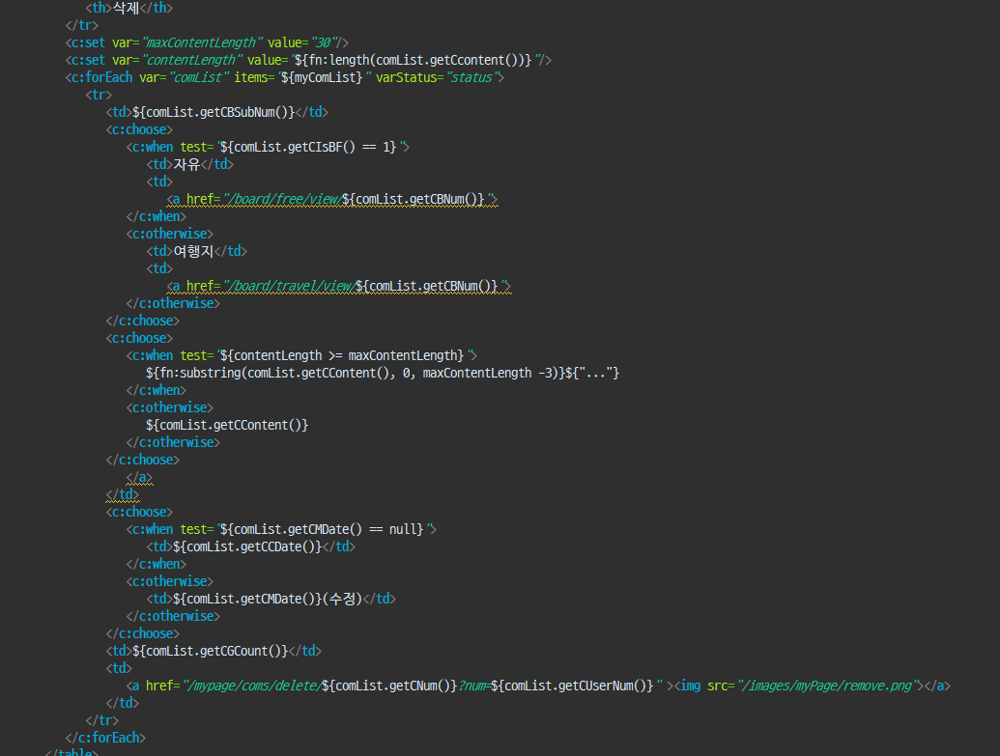 <th>삭제</th>
</tr>
<c:set var="maxContentLength" value="30"/>
<c:set var="contentLength" value="${fn:length(comList.getCcontent())}"/>
<c:forEach var="comList" items="${myComList}" varStatus="status">
<tr>
<td>${comList.getCBSubNum()}</td>
<c:choose>
<c:when test="${comList.getCIsBF() == 1}">
<td>자유</td>
<td>
<a href="/board/free/view/${comList.getCBNum()}">
</c:when>
<c:otherwise>
<td>여행지</td>
<td>
<a href="/board/travel/view/${comList.getCBNum()}">
</c:otherwise>
</c:choose>
<c:choose>
<c:when test="${contentLength >= maxContentLength}">
${fn:substring(comList.getCContent(), 0, maxContentLength -3)}${"..."}
</c:when>
<c:otherwise>
${comList.getCContent()}
</c:otherwise>
</c:choose>
</a>
</td>
<c:choose>
<c:when test="${comList.getCMDate() == null}">
<td>${comList.getCCDate()}</td>
</c:when>
<c:otherwise>
<td>${comList.getCMDate()}(수정)</td>
</c:otherwise>
</c:choose>
<td>${comList.getCGCount()}</td>
<td>
<a href="/mypage/coms/delete/${comList.getCNum()}?num=${comList.getCUserNum()}" ><img src="/images/myPage/remove.png"></a>
</td>
</tr>
</c:forEach>
</table>